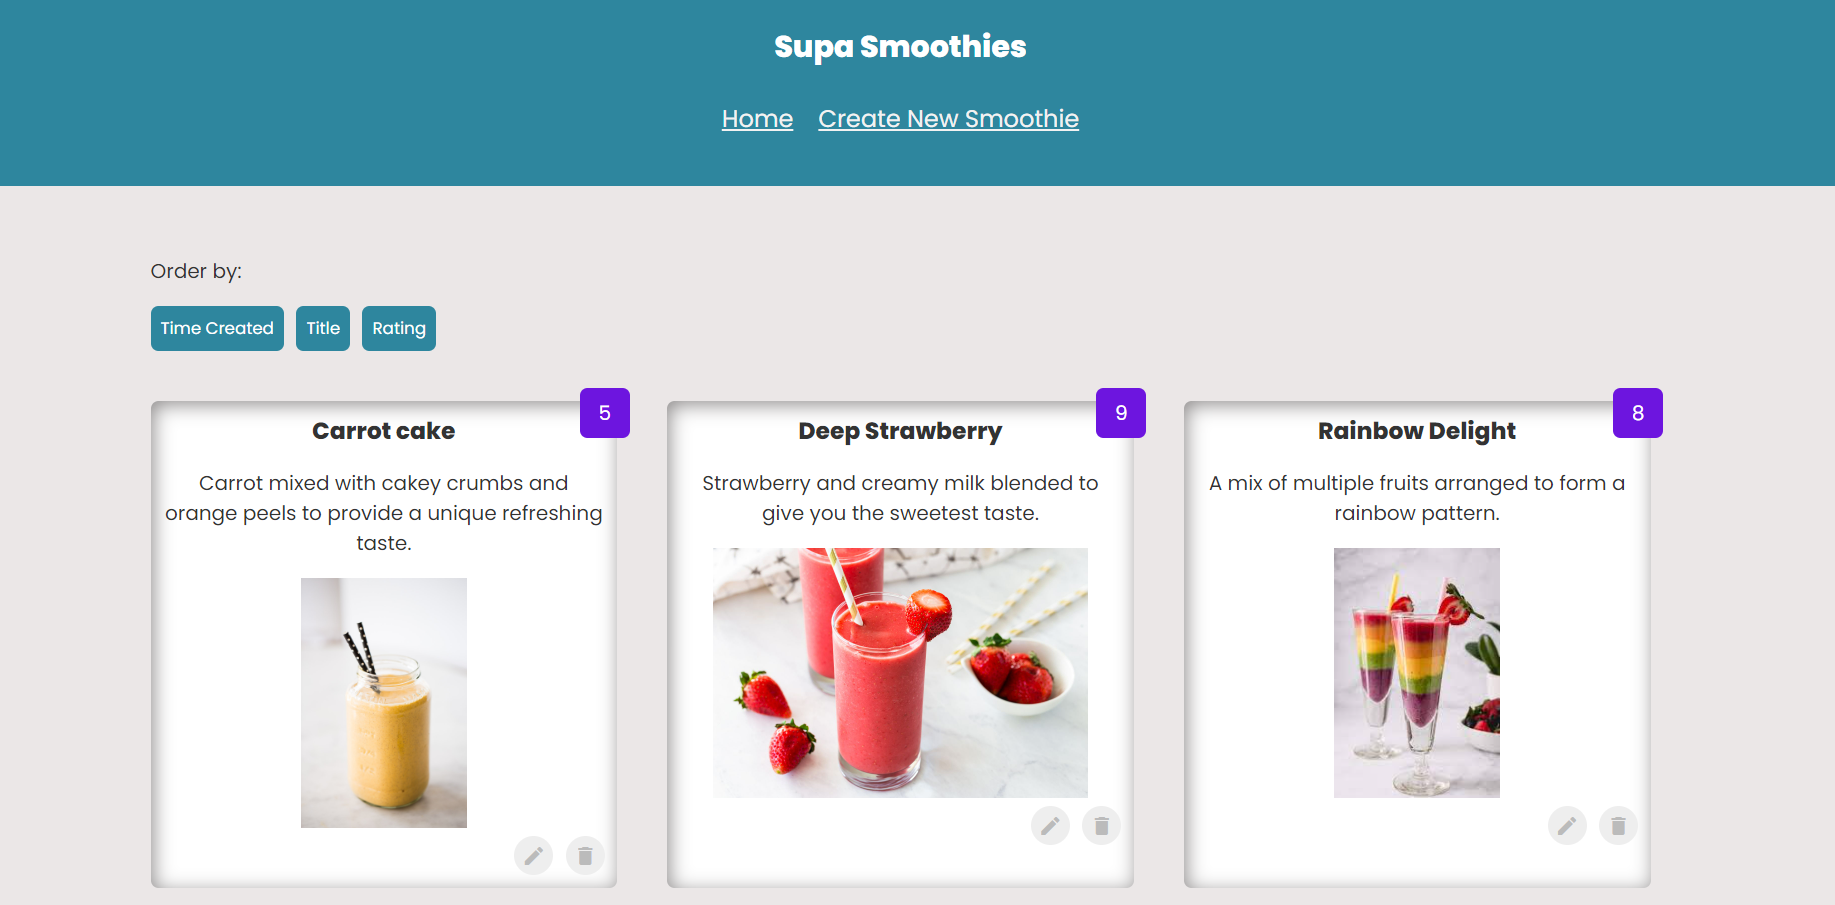 Supa Smoothies
Home Create New Smoothie
Order by:
Time Created Title Rating
5
Carrot cake
Carrot mixed with cakey crumbs and
orange peels to provide a unique refreshing
taste.
9
Deep Strawberry
Strawberry and creamy milk blended to
give you the sweetest taste.
8
Rainbow Delight
A mix of multiple fruits arranged to form a
rainbow pattern.